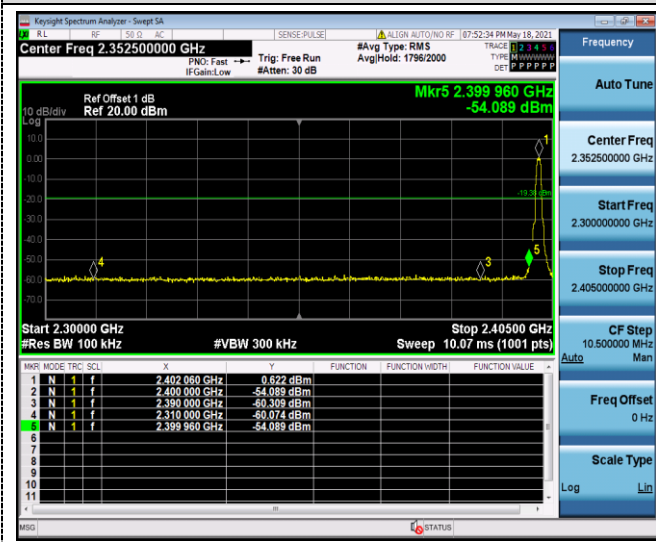 Keysight Spectrum Analyzer - Swept SA
RL RF 50 Ω AC SENSE:PULSE ALIGN AUTO/NO RF 07:52:34 PM May 18, 2021
Center Freq 2.352500000 GHz
PNO: Fast
IFGain:Low
Trig: Free Run
#Atten: 30 dB
#Avg Type: RMS
Avg|Hold: 1796/2000
TRACE 1 2 3 4 5 6
TYPE M WWWWW
DET P P P P P P
Frequency
Auto Tune
Center Freq
2.352500000 GHz
Start Freq
2.300000000 GHz
Stop Freq
2.405000000 GHz
CF Step
10.500000 MHz
Auto Man
Freq Offset
0 Hz
Scale Type
Log Lin
Ref Offset 1 dB
Ref 20.00 dBm
10 dB/div
Log
Mkr5 2.399 960 GHz
-54.089 dBm
10.0
0.00
-10.0
-20.0
-30.0
-40.0
-50.0
-60.0
-70.0
1
3
4
5
Start 2.30000 GHz
Stop 2.40500 GHz
#Res BW 100 kHz
#VBW 300 kHz
Sweep 10.07 ms (1001 pts)
MKR MODE TRC SCL X Y FUNCTION FUNCTION WIDTH FUNCTION VALUE
1 N 1 f 2.402 060 GHz 0.622 dBm
2 N 1 f 2.400 000 GHz -54.089 dBm
3 N 1 f 2.390 000 GHz -60.309 dBm
4 N 1 f 2.310 000 GHz -60.074 dBm
5 N 1 f 2.399 960 GHz -54.089 dBm
6
7
8
9
10
11
MSG
STATUS